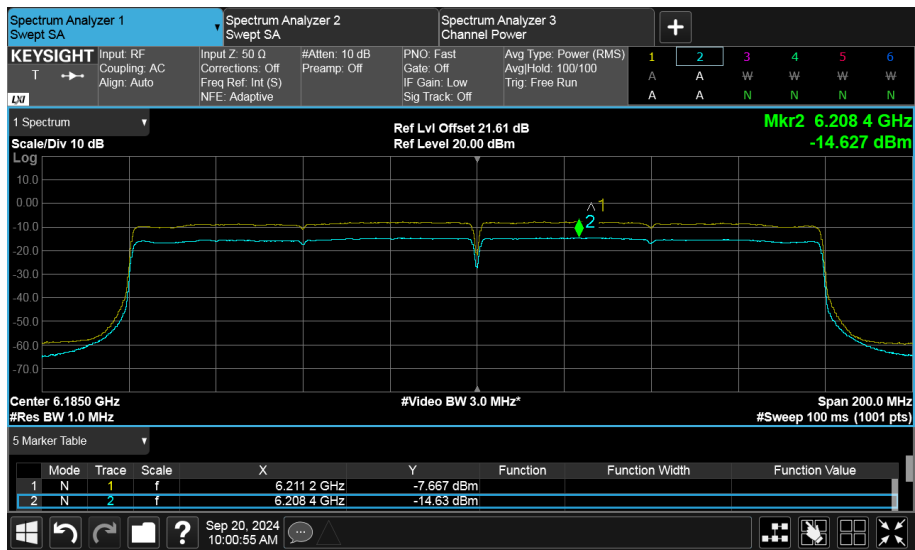 Spectrum Analyzer 1
Swept SA
Spectrum Analyzer 2
Swept SA
Spectrum Analyzer 3
Channel Power
+
KEYSIGHT
T
LXI
Input: RF
Coupling: AC
Align: Auto
Input Z: 50 Ω
Corrections: Off
Freq Ref: Int (S)
NFE: Adaptive
#Atten: 10 dB
Preamp: Off
PNO: Fast
Gate: Off
IF Gain: Low
Sig Track: Off
Avg Type: Power (RMS)
Avg|Hold: 100/100
Trig: Free Run
1 2 3 4 5 6
A A W W W W
A A N N N N
1 Spectrum
Scale/Div 10 dB
Ref Lvl Offset 21.61 dB
Ref Level 20.00 dBm
Mkr2 6.208 4 GHz
-14.627 dBm
Log
10.0
0.00
-10.0
-20.0
-30.0
-40.0
-50.0
-60.0
-70.0
1
2
Center 6.1850 GHz
#Res BW 1.0 MHz
#Video BW 3.0 MHz*
Span 200.0 MHz
#Sweep 100 ms (1001 pts)
5 Marker Table
Mode Trace Scale X Y Function Function Width Function Value
1 N 1 f 6.211 2 GHz -7.667 dBm
2 N 2 f 6.208 4 GHz -14.63 dBm
?
Sep 20, 2024
10:00:55 AM